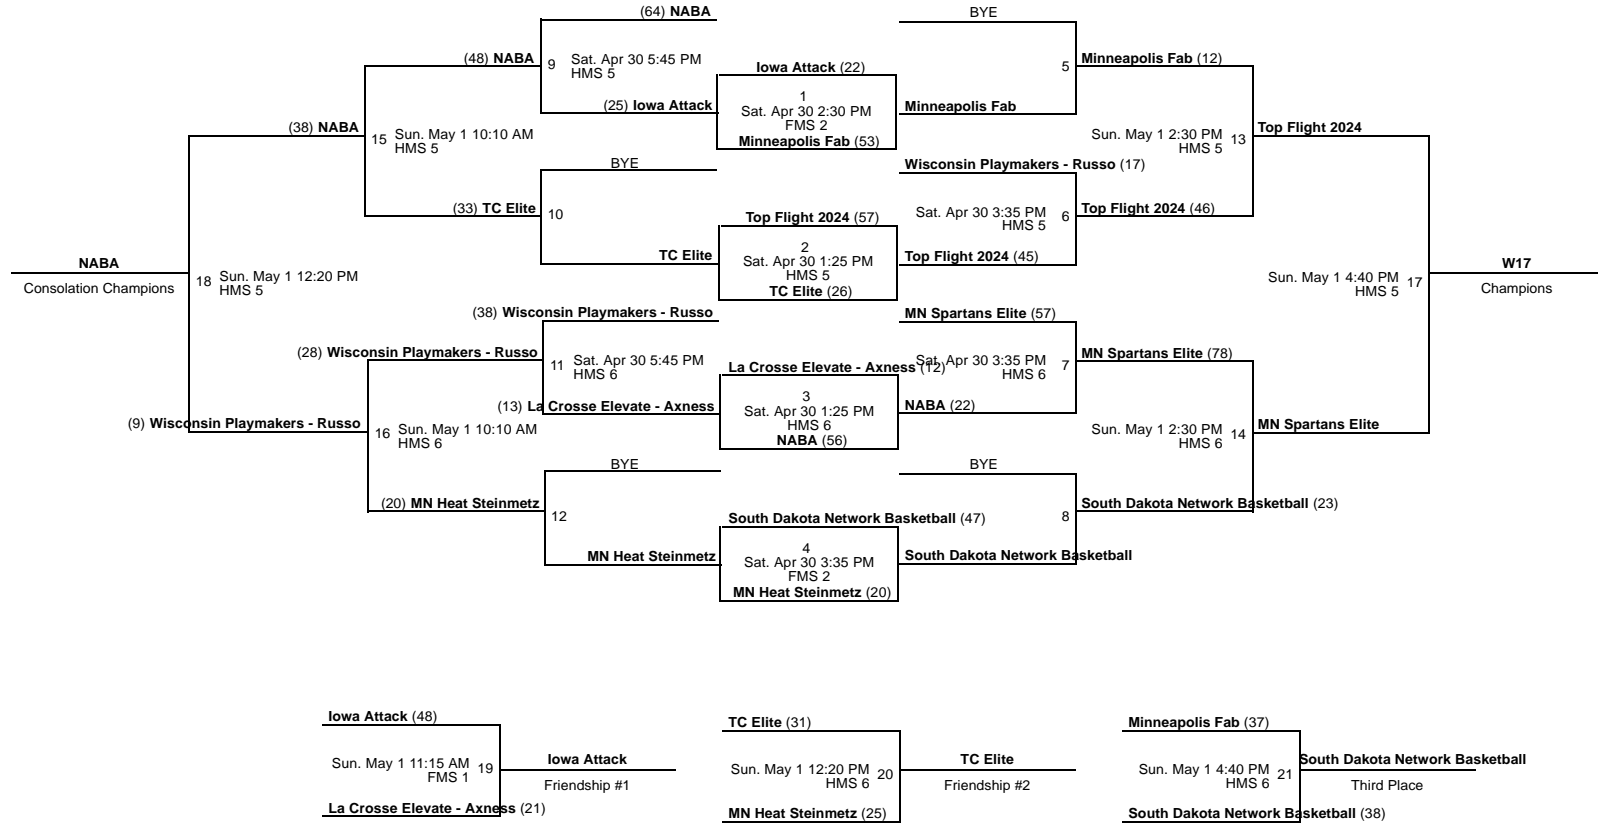 (64) NABA
BYE
(48) NABA
9 Sat. Apr 30 5:45 PM
HMS 5
Iowa Attack (22)
5
Minneapolis Fab (12)
(25) Iowa Attack
1
Sat. Apr 30 2:30 PM
FMS 2
Minneapolis Fab
Minneapolis Fab (53)
(38) NABA
15 Sun. May 1 10:10 AM
HMS 5
Sun. May 1 2:30 PM 13
HMS 5
Top Flight 2024
BYE
Wisconsin Playmakers - Russo (17)
(33) TC Elite
10
Top Flight 2024 (57)
Sat. Apr 30 3:35 PM 6
HMS 5
Top Flight 2024 (46)
TC Elite
2
Sat. Apr 30 1:25 PM
HMS 5
Top Flight 2024 (45)
TC Elite (26)
NABA
Consolation Champions
18 Sun. May 1 12:20 PM
HMS 5
Sun. May 1 4:40 PM 17
HMS 5
W17
Champions
(38) Wisconsin Playmakers - Russo
MN Spartans Elite (57)
(28) Wisconsin Playmakers - Russo
11 Sat. Apr 30 5:45 PM
HMS 6
La Crosse Elevate - Axness (12)
Sat. Apr 30 3:35 PM 7
HMS 6
MN Spartans Elite (78)
(13) La Crosse Elevate - Axness
3
Sat. Apr 30 1:25 PM
HMS 6
NABA (22)
NABA (56)
(9) Wisconsin Playmakers - Russo
16 Sun. May 1 10:10 AM
HMS 6
Sun. May 1 2:30 PM 14
HMS 6
MN Spartans Elite
BYE
BYE
(20) MN Heat Steinmetz
12
South Dakota Network Basketball (47)
8
South Dakota Network Basketball (23)
MN Heat Steinmetz
4
Sat. Apr 30 3:35 PM
FMS 2
South Dakota Network Basketball
MN Heat Steinmetz (20)
Iowa Attack (48)
Sun. May 1 11:15 AM 19
FMS 1
Iowa Attack
Friendship #1
La Crosse Elevate - Axness (21)
TC Elite (31)
Sun. May 1 12:20 PM 20
HMS 6
TC Elite
Friendship #2
MN Heat Steinmetz (25)
Minneapolis Fab (37)
Sun. May 1 4:40 PM 21
HMS 6
South Dakota Network Basketball
Third Place
South Dakota Network Basketball (38)